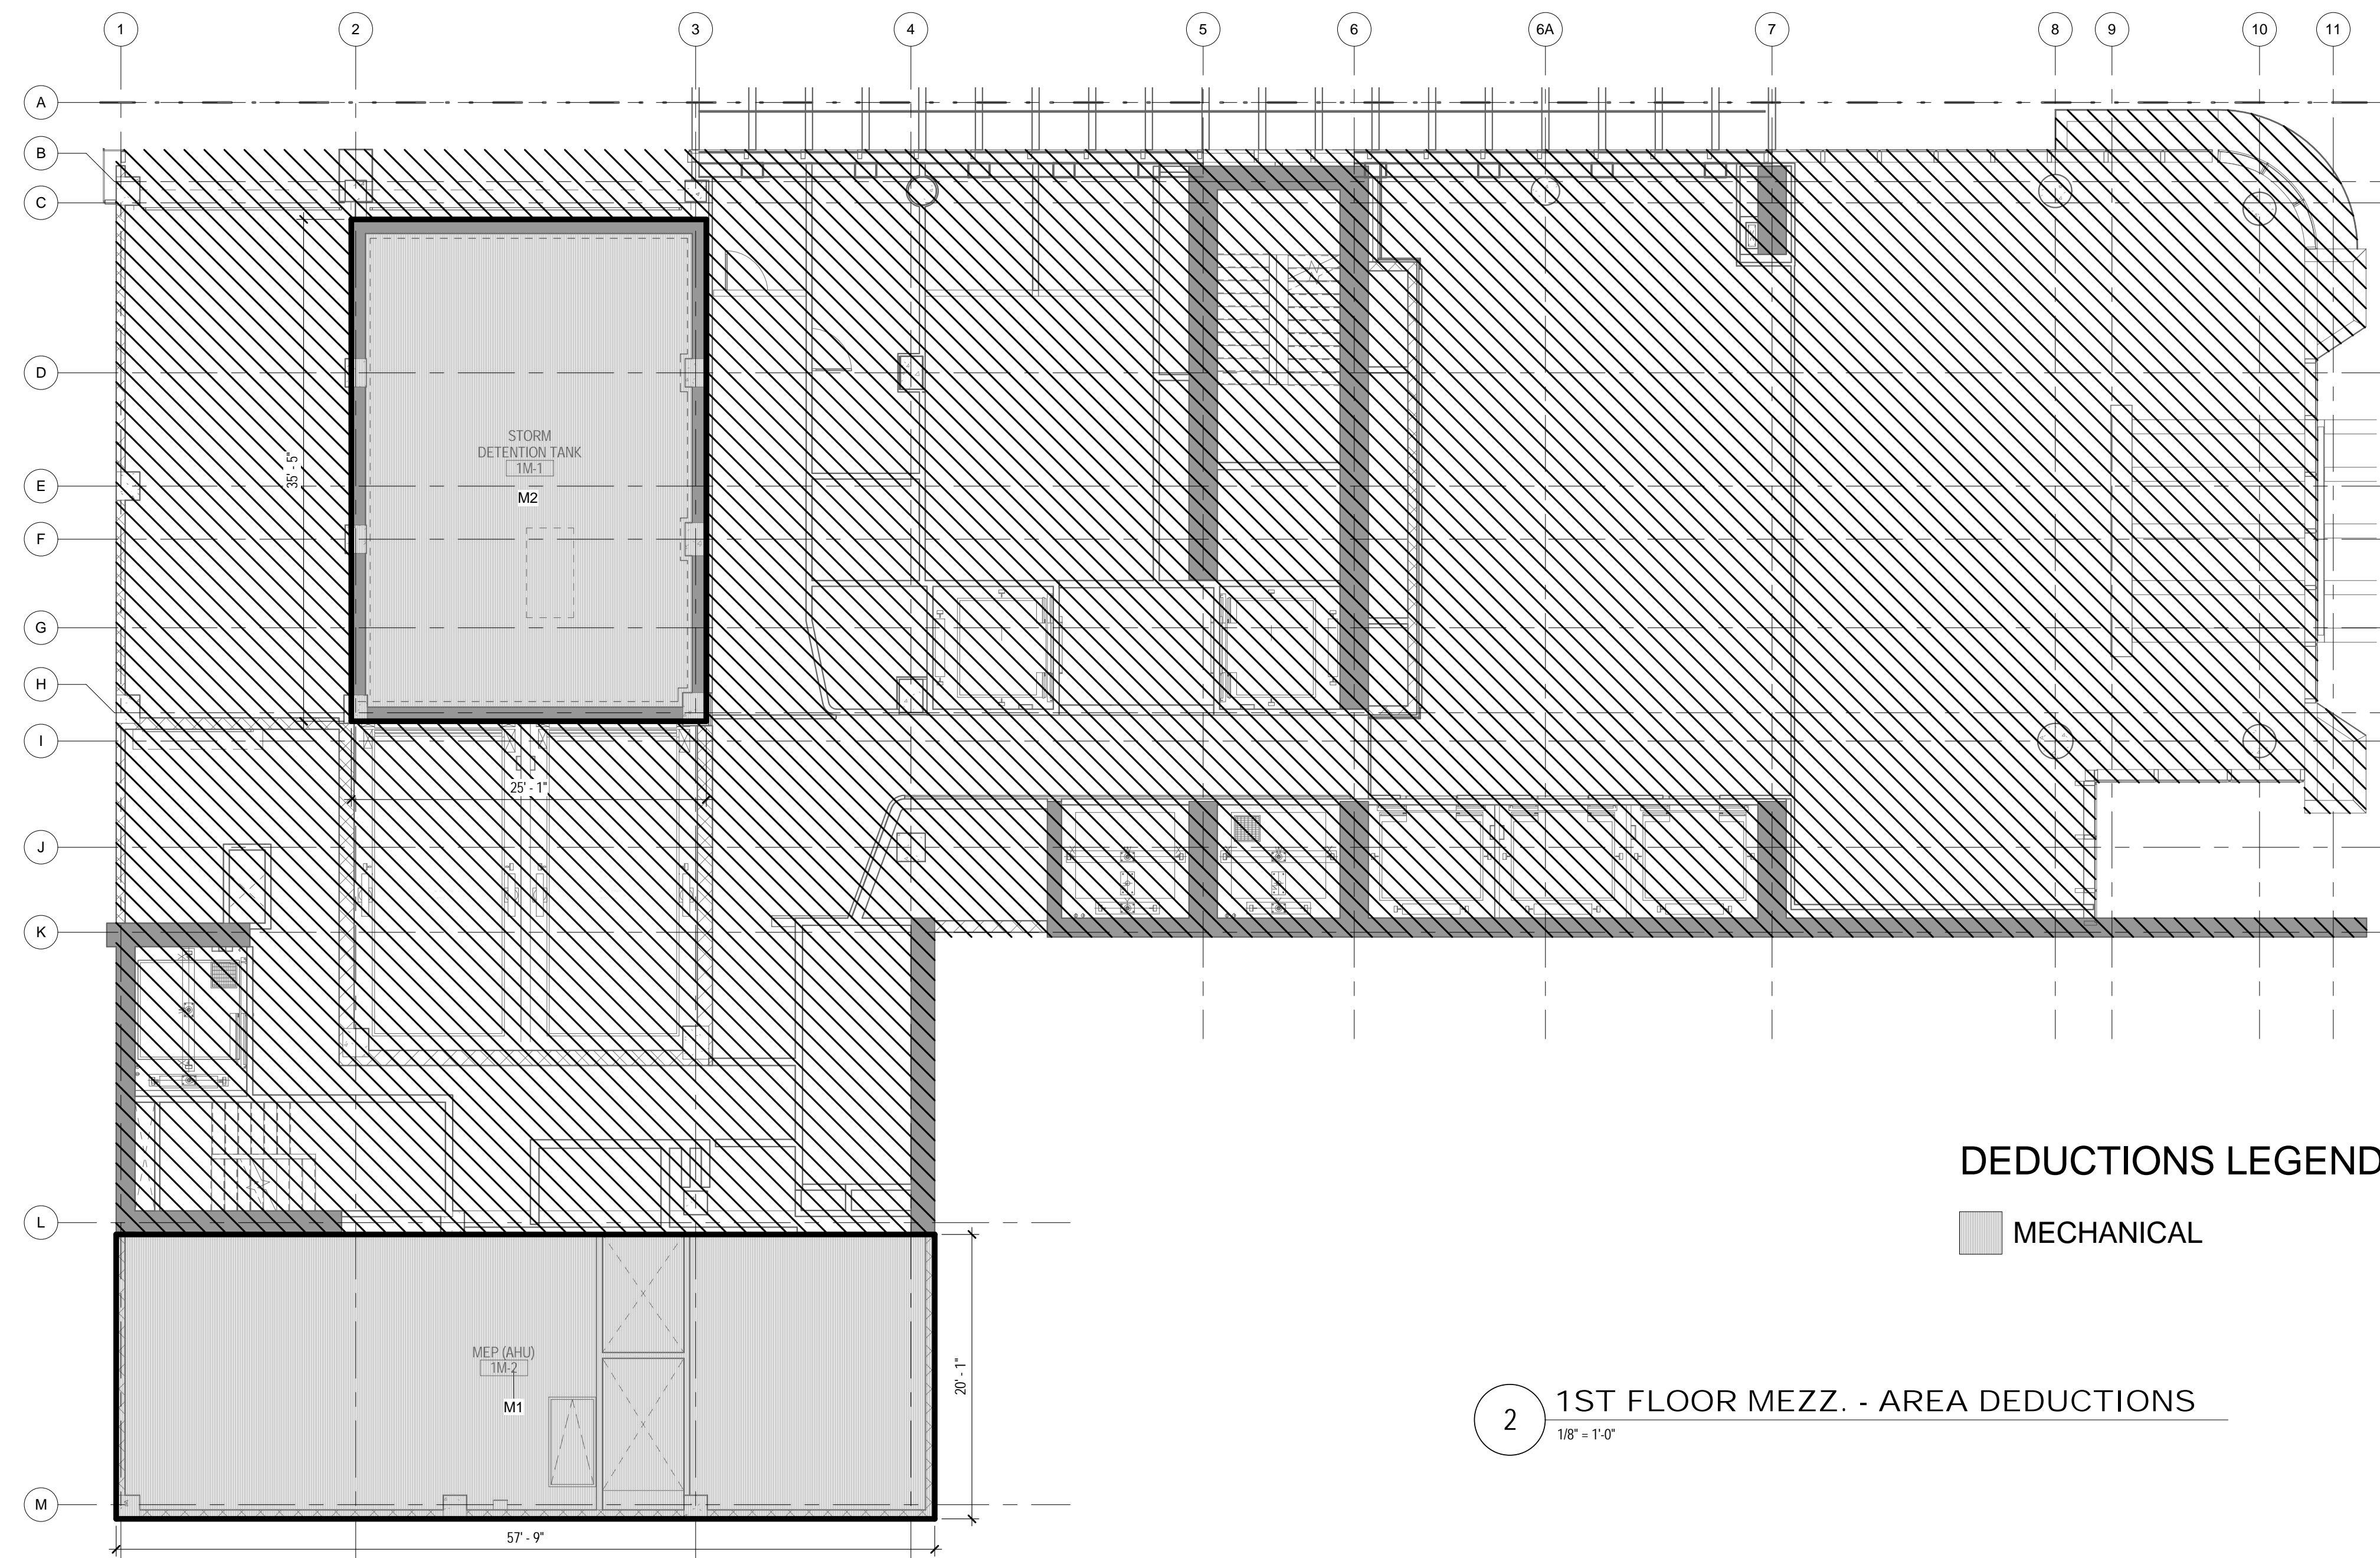 1 2 3 4 5 6 6A 7 8 9 10 11
A
B
C
D
E
F
G
H
I
J
K
L
M
35' - 5"
STORM
DETENTION TANK
1M-1
M2
25' - 1"
MEP (AHU)
1M-2
M1
20' - 1"
57' - 9"
DEDUCTIONS LEGEND
MECHANICAL
2
1ST FLOOR MEZZ. - AREA DEDUCTIONS
1/8" = 1'-0"